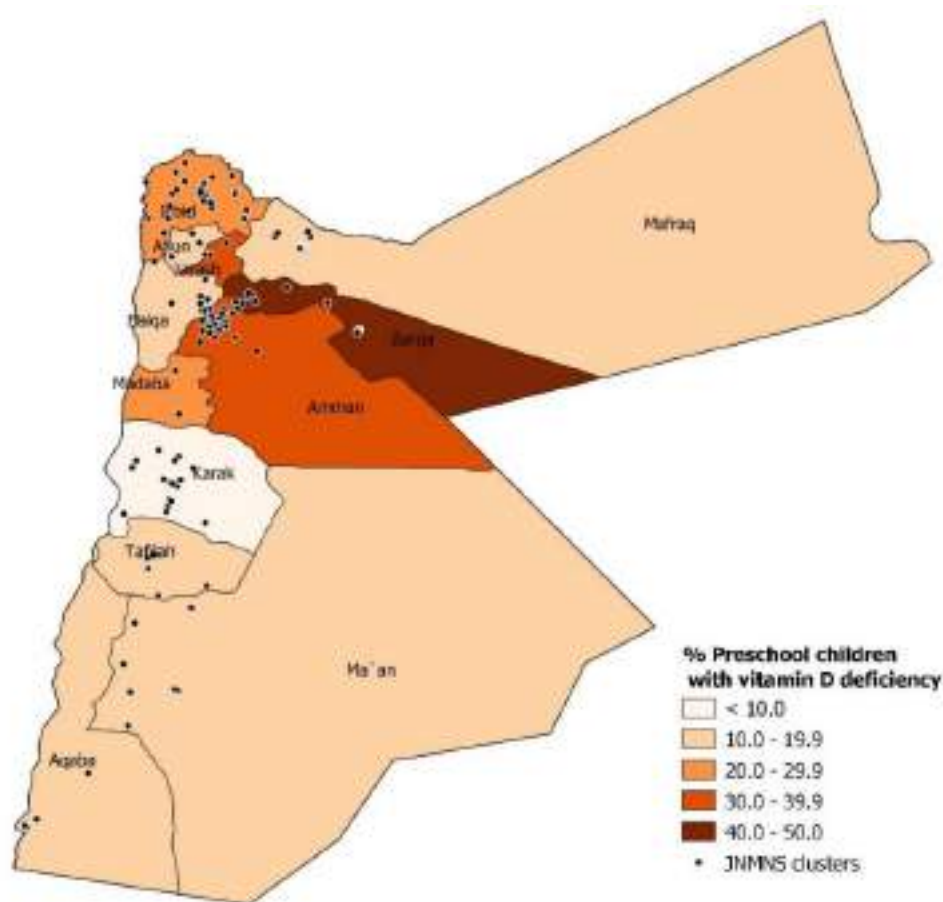 Mafraq
Irbid
Ajlun
Jarash
Balqa
Zarqa
Madaba
Amman
Karak
Tafilah
Ma`an
Aqaba
% Preschool children
with vitamin D deficiency
< 10.0
10.0 - 19.9
20.0 - 29.9
30.0 - 39.9
40.0 - 50.0
JNMNS clusters